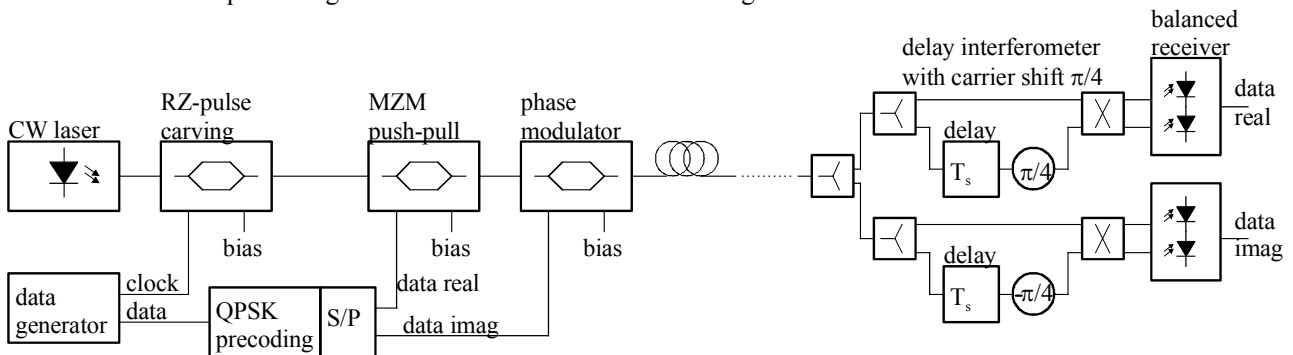 balanced
receiver
delay interferometer
with carrier shift π/4
data
real
RZ-pulse
carving
MZM
push-pull
phase
modulator
CW laser
delay
Ts
π/4
bias
bias
bias
data
imag
delay
Ts
-π/4
clock
data
data real
data imag
data
generator
QPSK
precoding
S/P